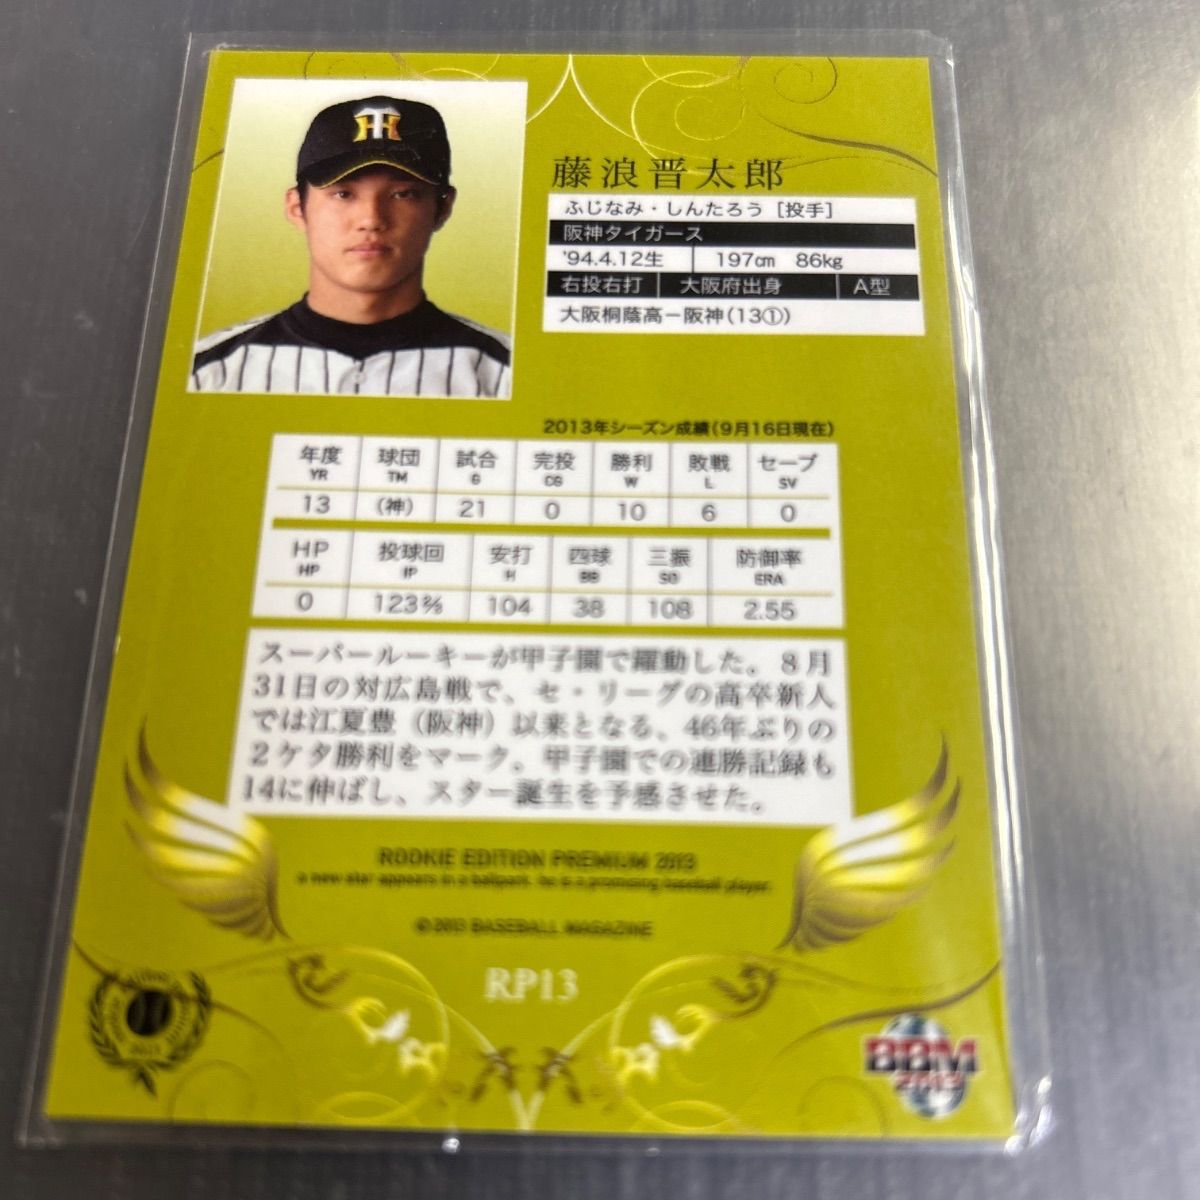 藤浪晋太郎
ふじなみ・しんたろう [投手]
阪神タイガース
'94.4.12生 197㎝ 86㎏
右投右打 大阪府出身 A型
大阪桐蔭高−阪神(13①)
2013年シーズン成績(9月16日現在)
年度 球団 試合 完投 勝利 敗戦 セーブ
YR TM G CG W L SV
13 (神) 21 0 10 6 0
HP 投球回 安打 四球 三振 防御率
HP IP H BB SO ERA
0 123⅔ 104 38 108 2.55
スーパールーキーが甲子園で躍動した。8月
31日の対広島戦で、セ・リーグの高卒新人
では江夏豊（阪神）以来となる、46年ぶりの
2ケタ勝利をマーク。甲子園での連勝記録も
14に伸ばし、スター誕生を予感させた。
ROOKIE EDITION PREMIUM 2013
a new star appears in a ballpark. he is a promising baseball player.
© 2013 BASEBALL MAGAZINE
RP13
2013
BBM
2013